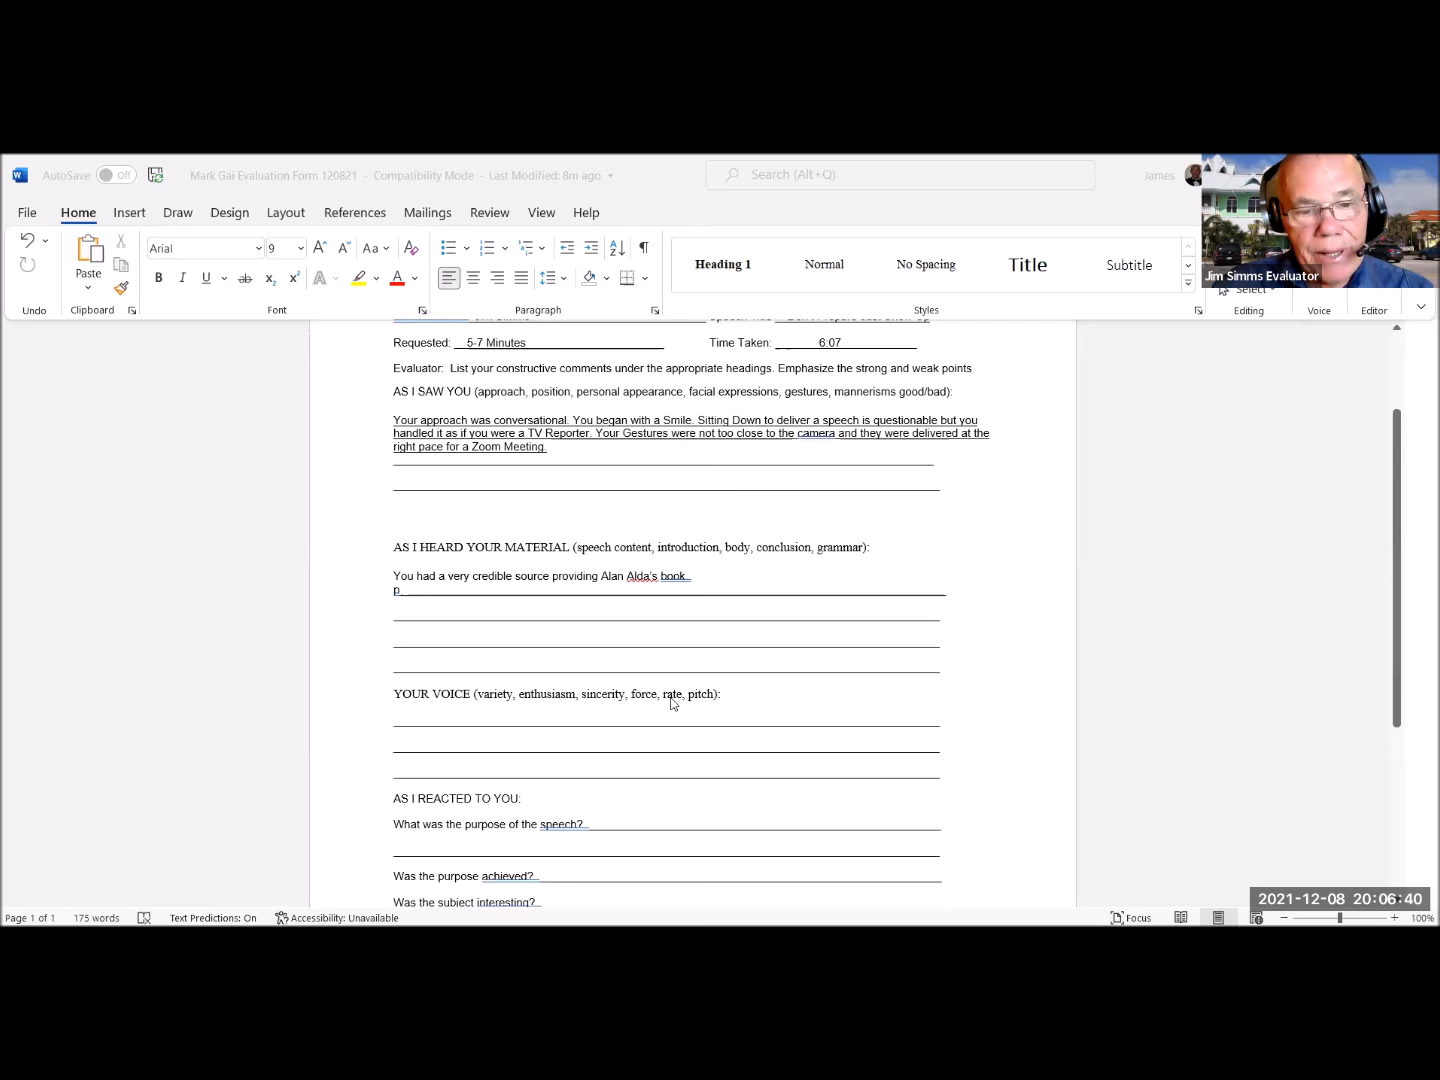 AutoSave Off Mark Gai Evaluation Form 120821 - Compatibility Mode - Last Modified: 8m ago Search (Alt+Q) James
File Home Insert Draw Design Layout References Mailings Review View Help
Jim Simms Evaluator
Arial 9 Aa
Paste
B I U ab x₂ x² A A
Heading 1 Normal No Spacing Title Subtitle
Select
Undo Clipboard Font Paragraph Styles Editing Voice Editor
Requested: 5-7 Minutes Time Taken: 6:07
Evaluator: List your constructive comments under the appropriate headings. Emphasize the strong and weak points
AS I SAW YOU (approach, position, personal appearance, facial expressions, gestures, mannerisms good/bad):
Your approach was conversational. You began with a Smile. Sitting Down to deliver a speech is questionable but you
handled it as if you were a TV Reporter. Your Gestures were not too close to the camera and they were delivered at the
right pace for a Zoom Meeting.
AS I HEARD YOUR MATERIAL (speech content, introduction, body, conclusion, grammar):
You had a very credible source providing Alan Alda's book
p
YOUR VOICE (variety, enthusiasm, sincerity, force, rate, pitch):
AS I REACTED TO YOU:
What was the purpose of the speech?
Was the purpose achieved?
Was the subject interesting?
2021-12-08 20:06:40
Page 1 of 1 175 words Text Predictions: On Accessibility: Unavailable Focus 100%